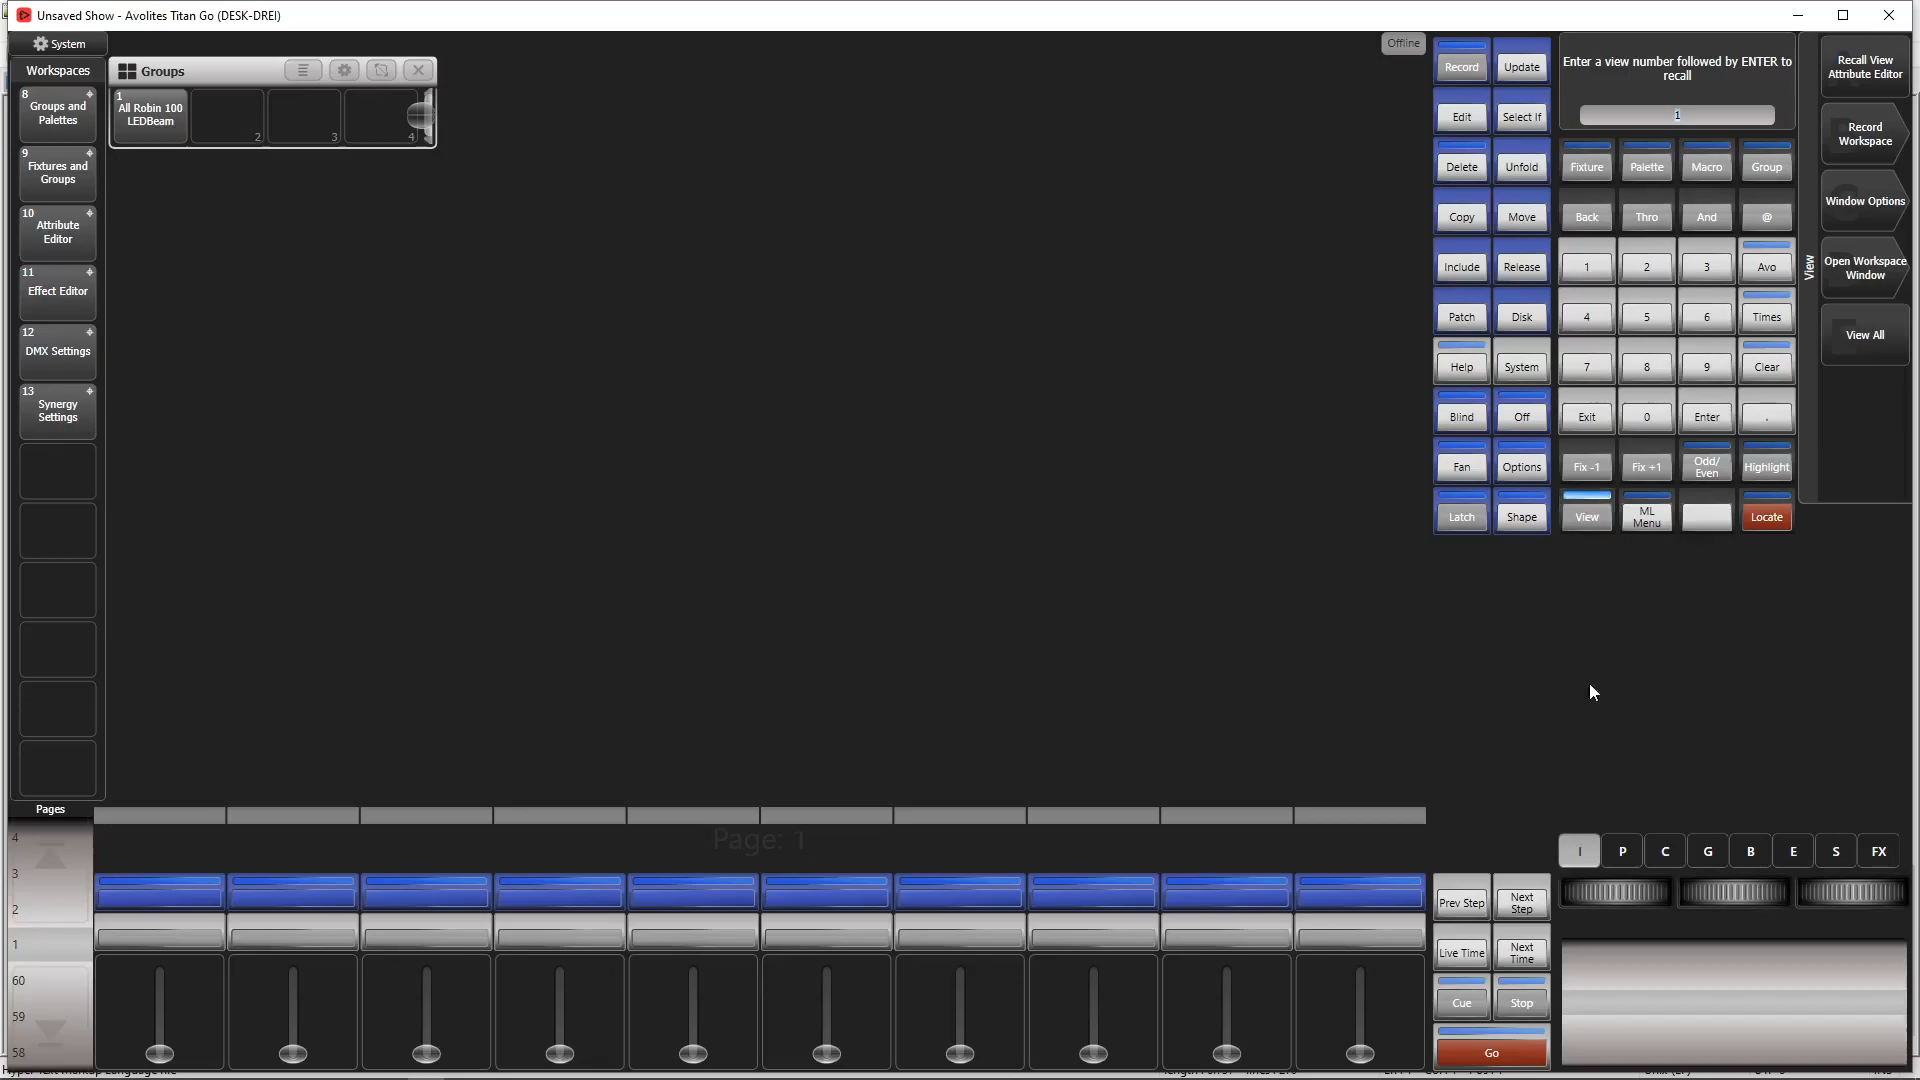 Unsaved Show - Avolites Titan Go (DESK-DREI)
System
Workspaces
8
Groups and
Palettes
9
Fixtures and
Groups
10
Attribute
Editor
11
Effect Editor
12
DMX Settings
13
Synergy
Settings
Groups
1
All Robin 100
LEDBeam
2
3
4
Offline
Record
Update
Edit
Select If
Delete
Unfold
Copy
Move
Include
Release
Patch
Disk
Help
System
Blind
Off
Fan
Options
Latch
Shape
Enter a view number followed by ENTER to
recall
1
Fixture
Palette
Macro
Group
Back
Thro
And
@
1
2
3
Avo
4
5
6
Times
7
8
9
Clear
Exit
0
Enter
.
Fix -1
Fix +1
Odd/
Even
Highlight
View
ML
Menu
Locate
View
Recall View
Attribute Editor
Record
Workspace
Window Options
Open Workspace
Window
View All
Pages
4
3
2
1
60
59
58
Page: 1
Prev Step
Next
Step
Live Time
Next
Time
Cue
Stop
Go
I
P
C
G
B
E
S
FX